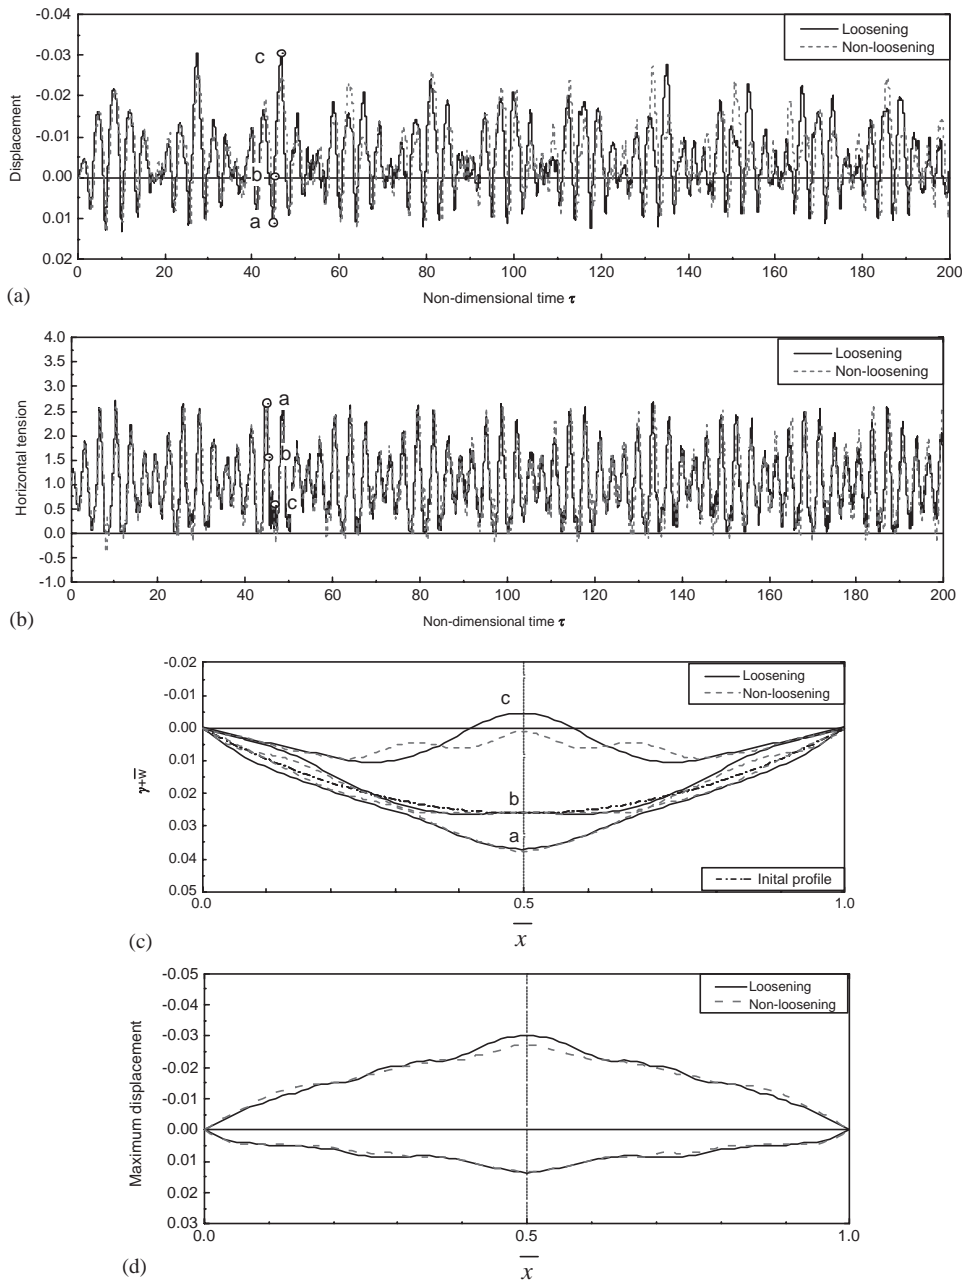 -0.04
-0.03
-0.02
-0.01
0.00
0.01
0.02
Displacement
Loosening
Non-loosening
c
b
a
0 20 40 60 80 100 120 140 160 180 200
Non-dimensional time τ
(a)
4.0
3.5
3.0
2.5
2.0
1.5
1.0
0.5
0.0
-0.5
-1.0
Horizontal tension
Loosening
Non-loosening
a
b
c
0 20 40 60 80 100 120 140 160 180 200
Non-dimensional time τ
(b)
-0.02
-0.01
0.00
0.01
0.02
0.03
0.04
0.05
γ+w̅
Loosening
Non-loosening
c
b
a
Inital profile
0.0 0.5 1.0
x̅
(c)
-0.05
-0.04
-0.03
-0.02
-0.01
0.00
0.01
0.02
0.03
Maximum displacement
Loosening
Non-loosening
0.0 0.5 1.0
x̅
(d)